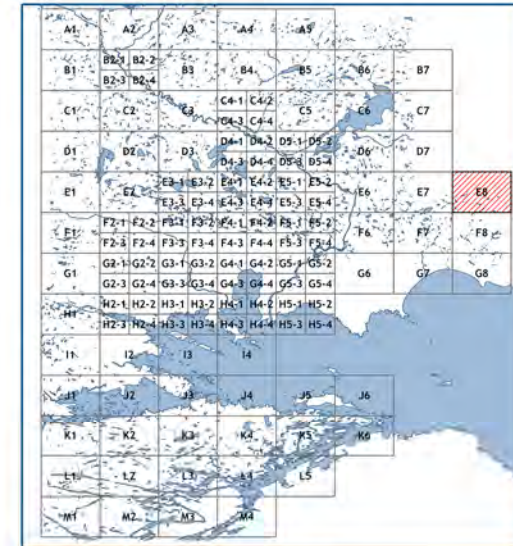 A1 A2 A3 A4 A5
B1 B2-1 B2-2 B3 B4 B5 B6 B7
B2-3 B2-4
C1 C2 C3 C4-1 C4-2 C5 C6 C7
C4-3 C4-4
D1 D2 D3 D4-1 D4-2 D5-1 D5-2 D6 D7
D4-3 D4-4 D5-3 D5-4
E1 E2 E3-1 E3-2 E4-1 E4-2 E5-1 E5-2 E6 E7 E8
E3-3 E3-4 E4-3 E4-4 E5-3 E5-4
F1 F2-1 F2-2 F3-1 F3-2 F4-1 F4-2 F5-1 F5-2 F6 F7 F8
F2-3 F2-4 F3-3 F3-4 F4-3 F4-4 F5-3 F5-4
G1 G2-1 G2-2 G3-1 G3-2 G4-1 G4-2 G5-1 G5-2 G6 G7 G8
G2-3 G2-4 G3-3 G3-4 G4-3 G4-4 G5-3 G5-4
H1 H2-1 H2-2 H3-1 H3-2 H4-1 H4-2 H5-1 H5-2
H2-3 H2-4 H3-3 H3-4 H4-3 H4-4 H5-3 H5-4
I1 I2 I3 I4
J1 J2 J3 J4 J5 J6
K1 K2 K3 K4 K5 K6
L1 L2 L3 L4 L5
M1 M2 M3 M4